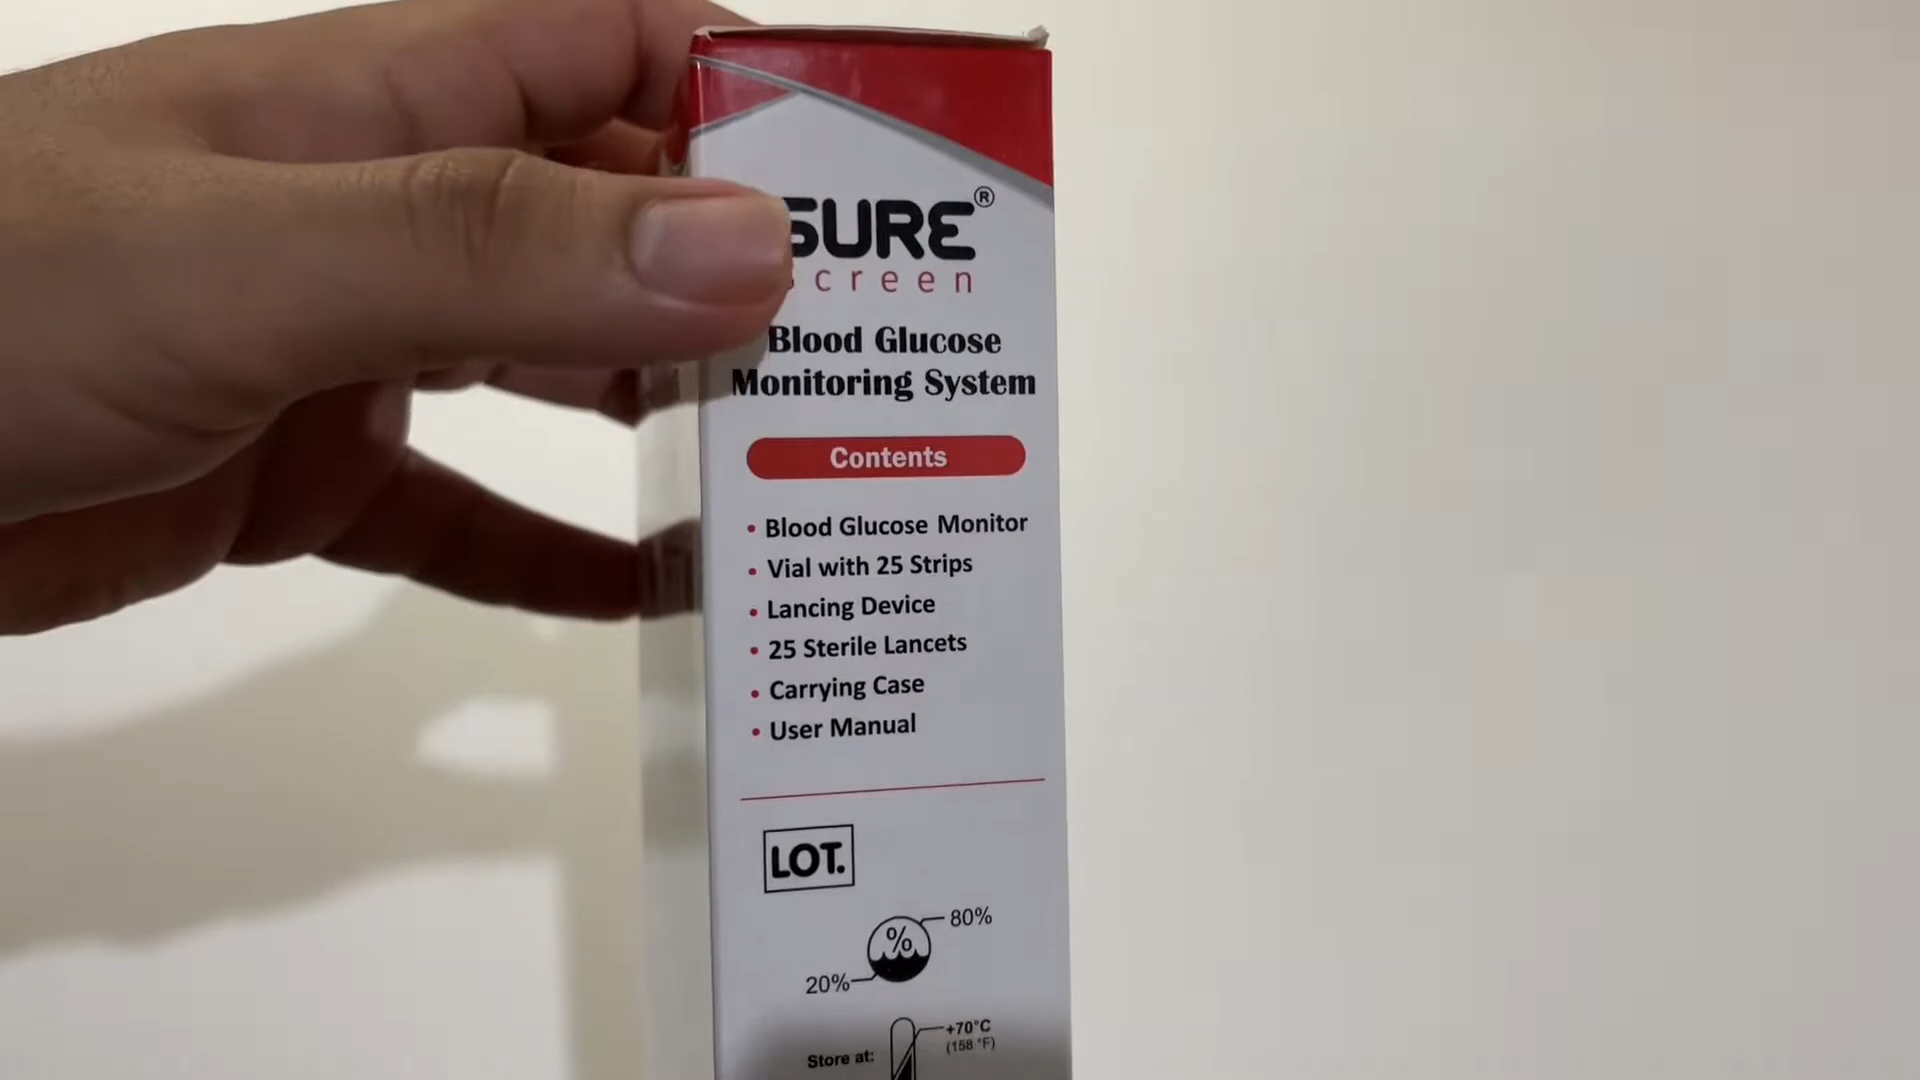 SURE®
creen
Blood Glucose
Monitoring System
Contents
• Blood Glucose Monitor
• Vial with 25 Strips
• Lancing Device
• 25 Sterile Lancets
• Carrying Case
• User Manual
LOT.
80%
%
20%
+70°C
(158 °F)
Store at: